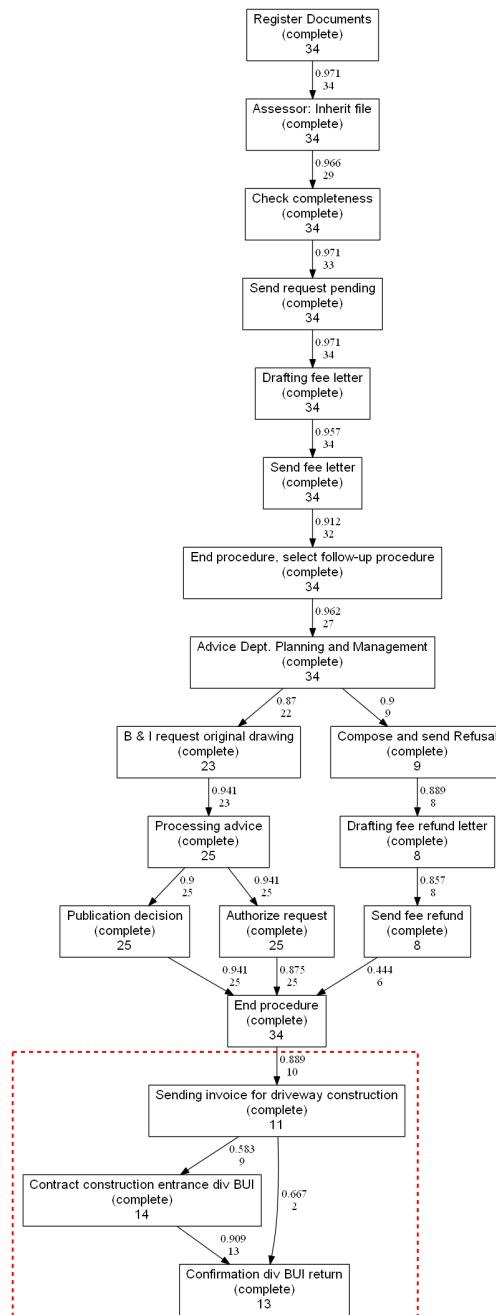 Register Documents
(complete)
34
0.971
34
Assessor: Inherit file
(complete)
34
0.966
29
Check completeness
(complete)
34
0.971
33
Send request pending
(complete)
34
0.971
34
Drafting fee letter
(complete)
34
0.957
34
Send fee letter
(complete)
34
0.912
32
End procedure, select follow-up procedure
(complete)
34
0.962
27
Advice Dept. Planning and Management
(complete)
34
0.87
22
0.9
9
B & I request original drawing
(complete)
23
Compose and send Refusal
(complete)
9
0.941
23
0.889
8
Processing advice
(complete)
25
Drafting fee refund letter
(complete)
8
0.9
25
0.941
25
0.857
8
Publication decision
(complete)
25
Authorize request
(complete)
25
Send fee refund
(complete)
8
0.941
25
0.875
25
0.444
6
End procedure
(complete)
34
0.889
10
Sending invoice for driveway construction
(complete)
11
0.583
9
0.667
2
Contract construction entrance div BUI
(complete)
14
0.909
13
Confirmation div BUI return
(complete)
13